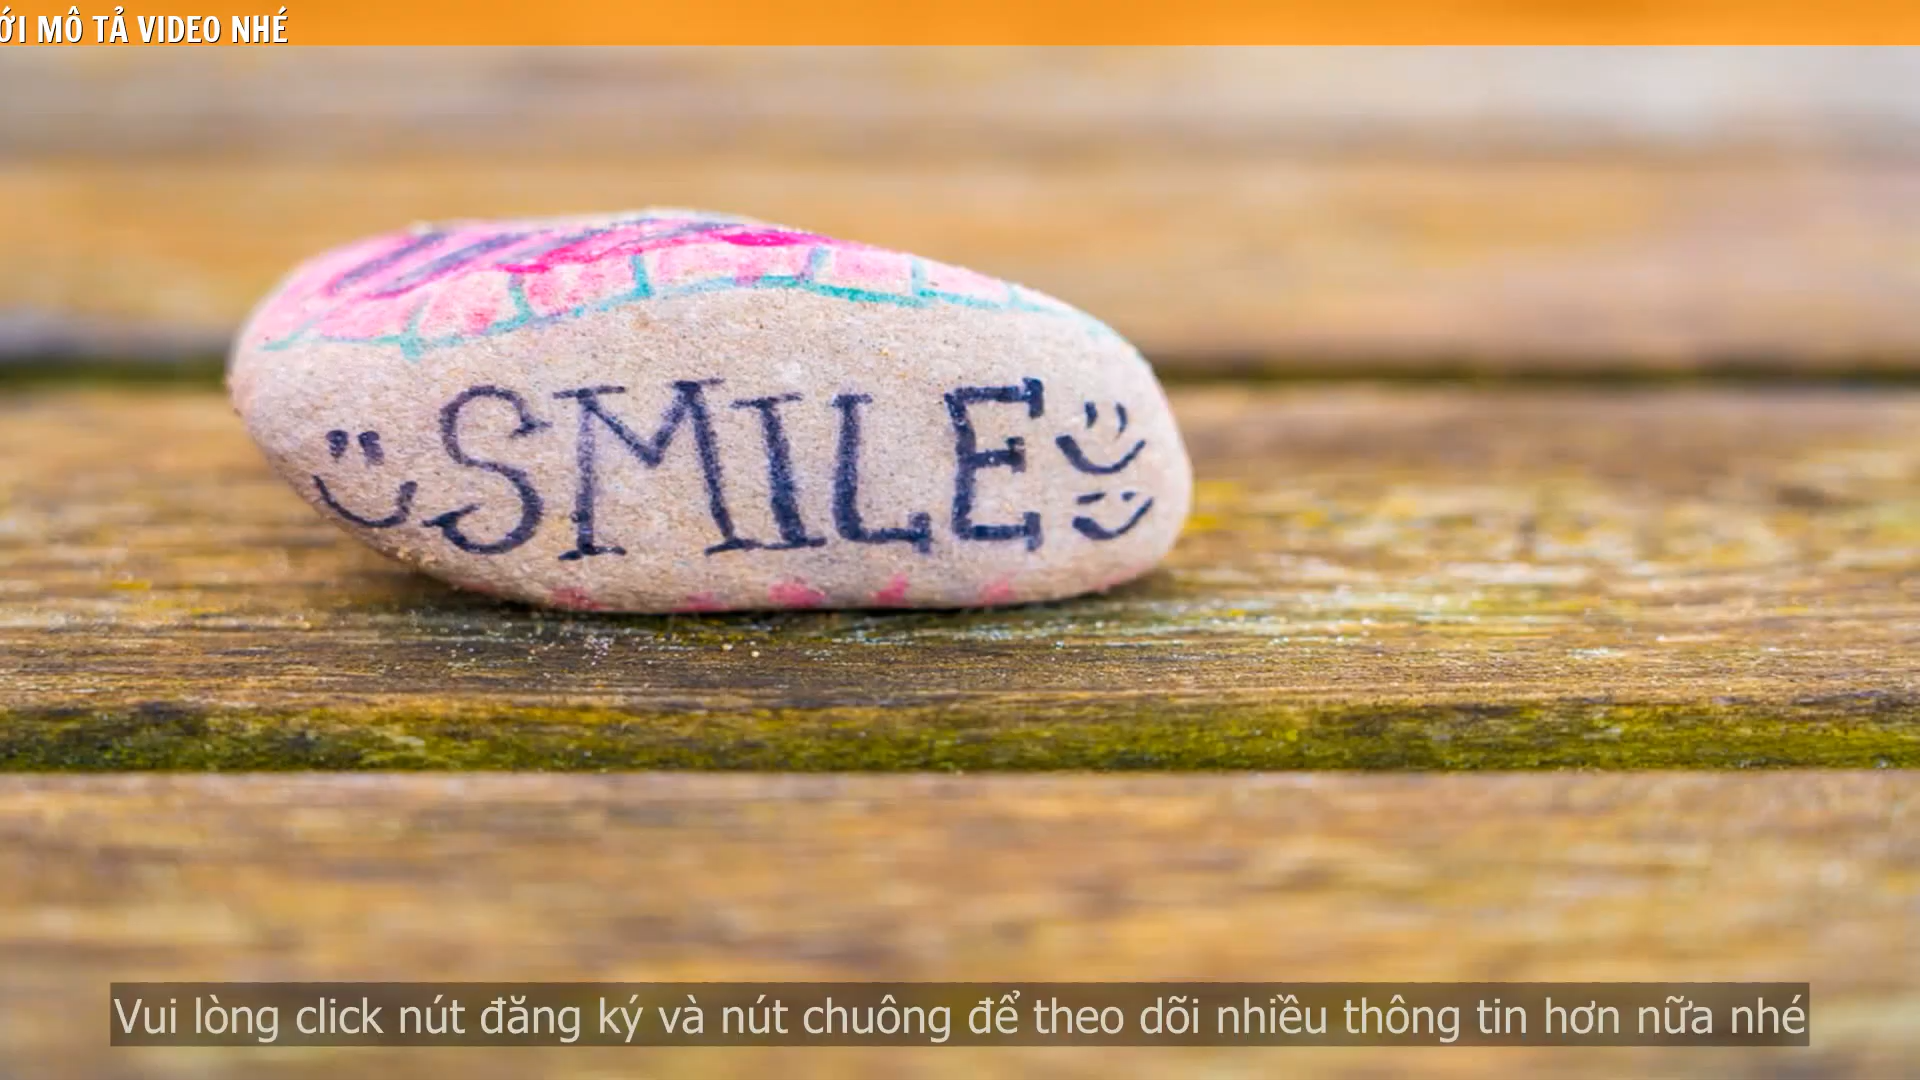 MÔ TẢ VIDEO NHÉ
SMILE
Vui lòng click nút đăng ký và nút chuông để theo dõi nhiều thông tin hơn nữa nhé